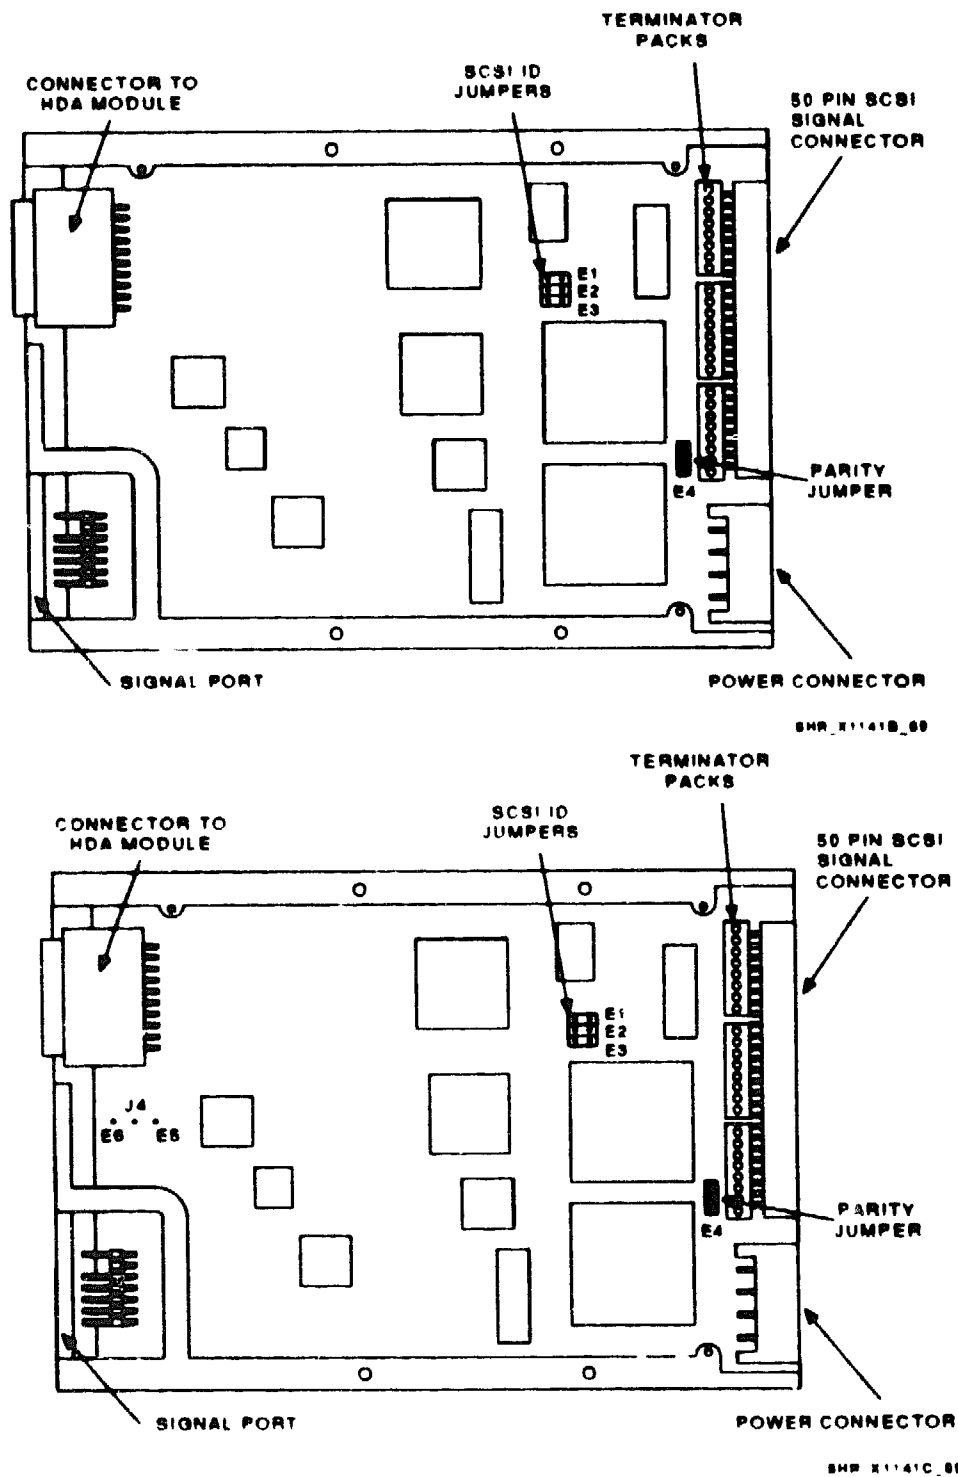 TERMINATOR
PACKS
SCSI ID
JUMPERS
CONNECTOR TO
HDA MODULE
50 PIN SCSI
SIGNAL
CONNECTOR
E1
E2
E3
PARITY
JUMPER
E4
SIGNAL PORT
POWER CONNECTOR
SHR_X1141B_89
TERMINATOR
PACKS
SCSI ID
JUMPERS
CONNECTOR TO
HDA MODULE
50 PIN SCSI
SIGNAL
CONNECTOR
E1
E2
E3
J4
E6 E5
PARITY
JUMPER
E4
SIGNAL PORT
POWER CONNECTOR
SHR_X1141C_89